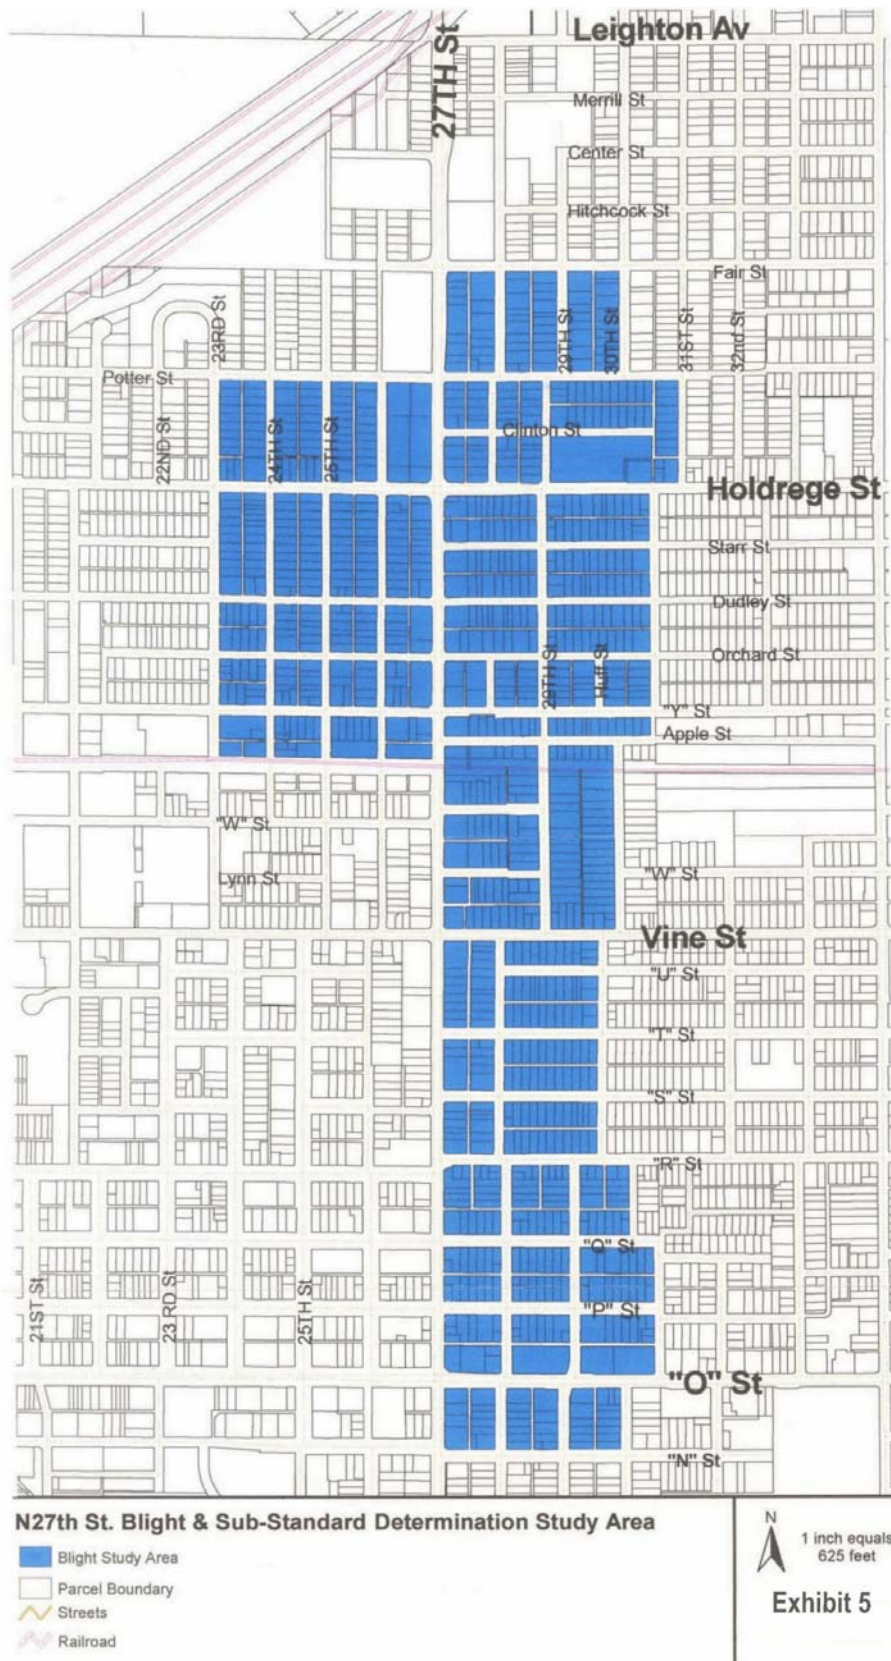 Leighton Av
27TH St
Merrill St
Center St
Hitchcock St
Fair St
23RD St
29TH St
30TH St
31ST St
32nd St
Potter St
22ND St
24TH St
25TH St
Clinton St
Holdrege St
Starr St
Dudley St
Orchard St
29TH St
Huff St
"Y" St
Apple St
"W" St
Lynn St
"W" St
Vine St
"U" St
"T" St
"S" St
"R" St
"Q" St
21ST St
23 RD St
25TH St
"P" St
"O" St
"N" St
N27th St. Blight & Sub-Standard Determination Study Area
Blight Study Area
Parcel Boundary
Streets
Railroad
N
1 inch equals
625 feet
Exhibit 5